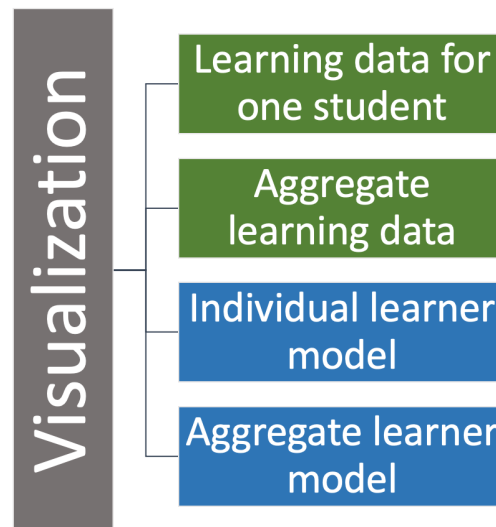 Visualization
Learning data for
one student
Aggregate
learning data
Individual learner
model
Aggregate learner
model